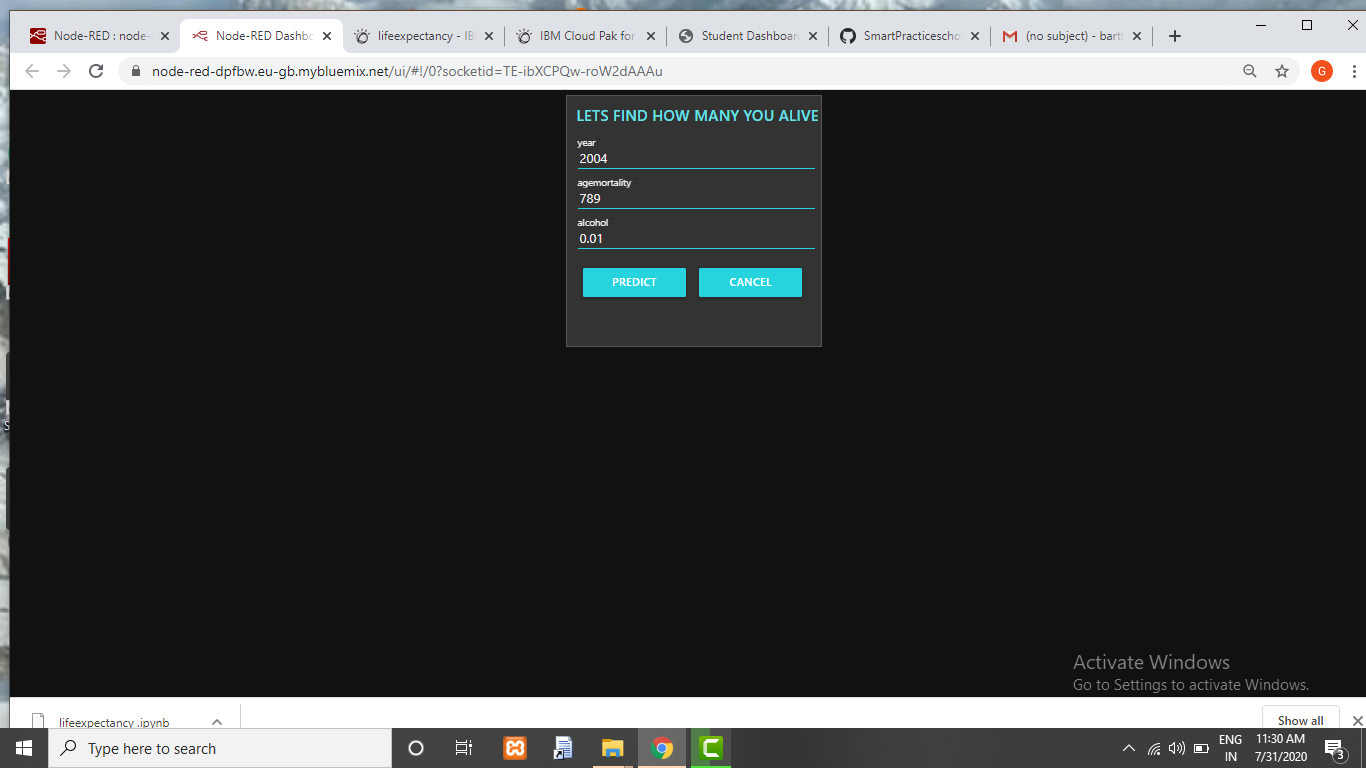 Node-RED : node-
Node-RED Dashbo
lifeexpectancy - IB
IBM Cloud Pak for
Student Dashboard
SmartPracticescho
(no subject) - barth
node-red-dpfbw.eu-gb.mybluemix.net/ui/#!/0?socketid=TE-ibXCPQw-roW2dAAAu
G
LETS FIND HOW MANY YOU ALIVE
year
2004
agemortality
789
alcohol
0.01
PREDICT CANCEL
Activate Windows
Go to Settings to activate Windows.
lifeexpectancy .ipynb
Show all
Type here to search
ENG
IN
11:30 AM
7/31/2020
3